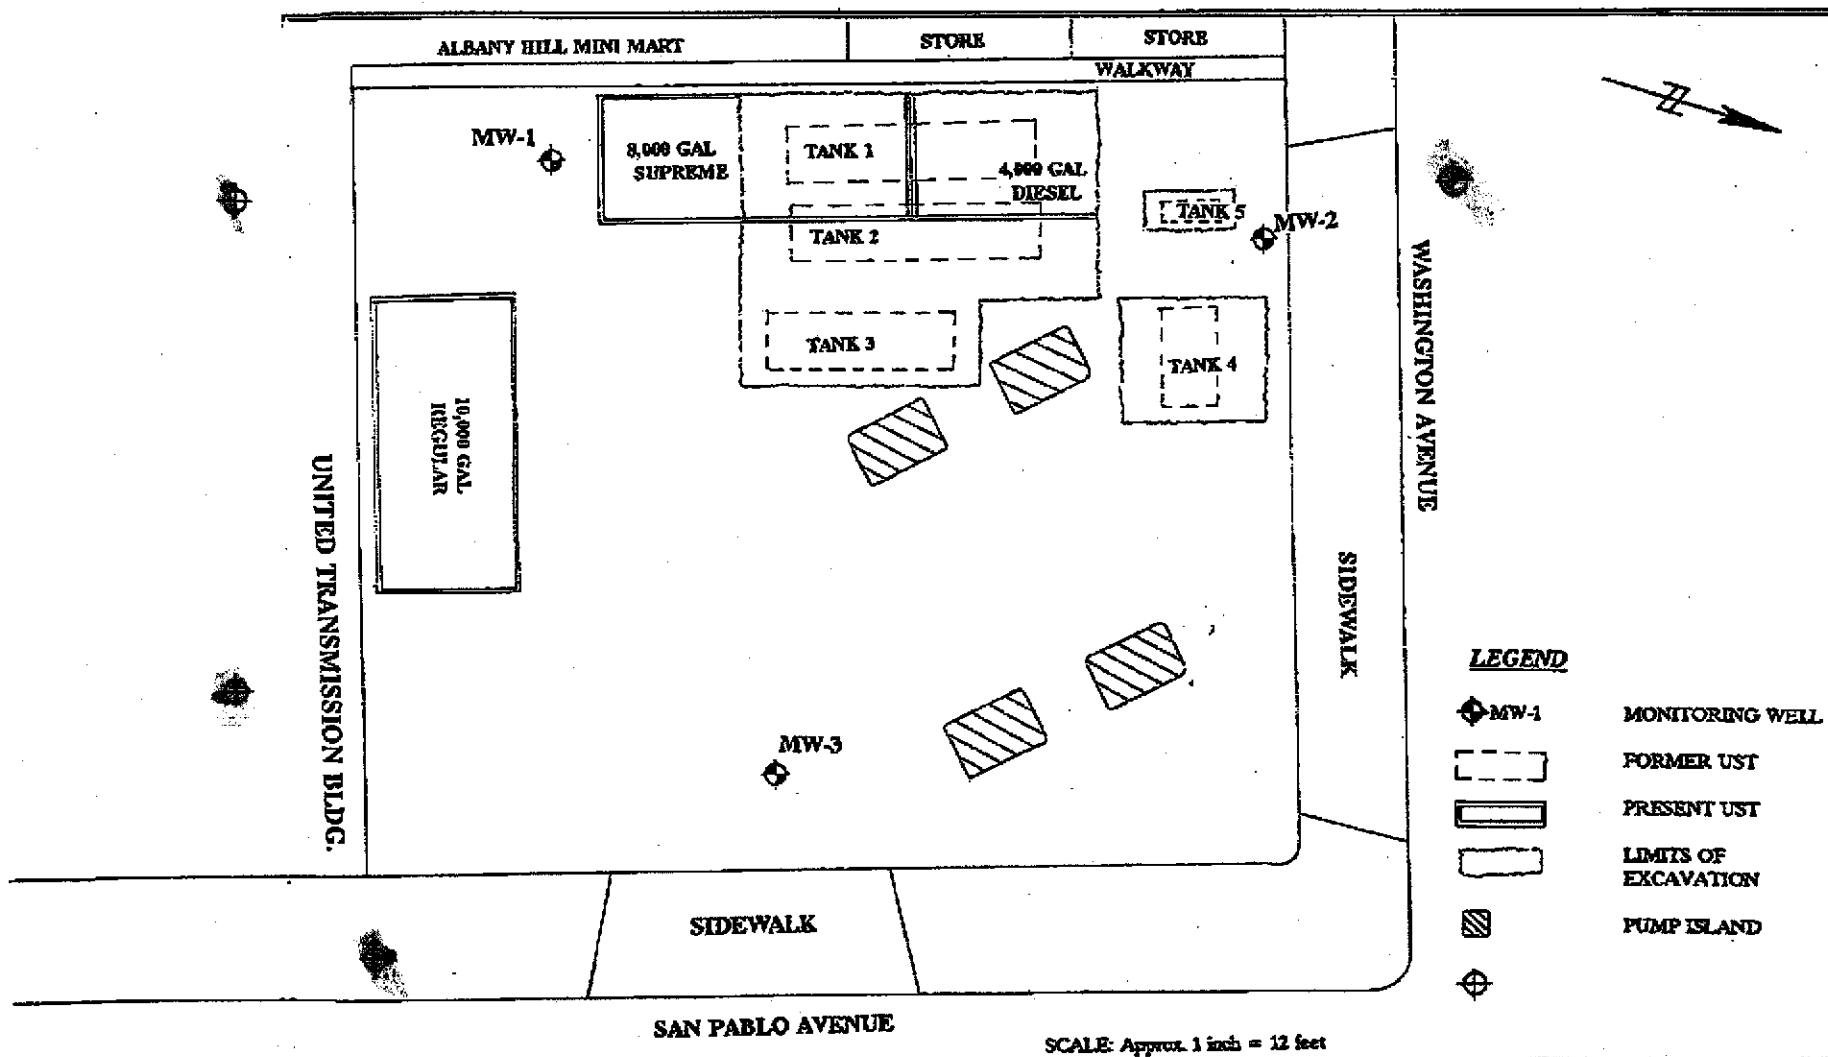 ALBANY HILL MINI MART
STORE
STORE
WALKWAY
MW-1
8,000 GAL
SUPREME
TANK 1
4,000 GAL
DIESEL
TANK 2
TANK 5
MW-2
TANK 3
TANK 4
10,000 GAL
REGULAR
UNITED TRANSMISSION BLDG.
WASHINGTON AVENUE
SIDEWALK
MW-3
SIDEWALK
SAN PABLO AVENUE
SCALE: Approx. 1 inch = 12 feet
LEGEND
MW-1 MONITORING WELL
FORMER UST
PRESENT UST
LIMITS OF
EXCAVATION
PUMP ISLAND